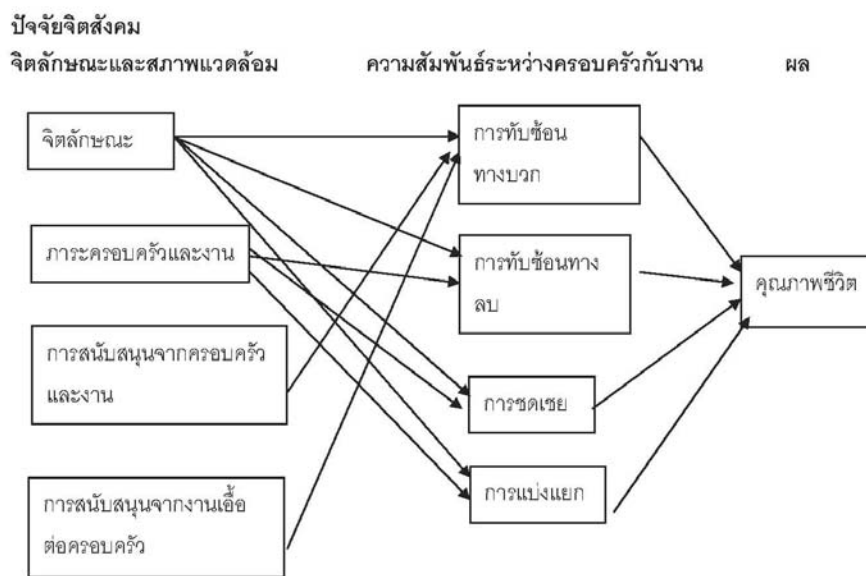 ปัจจัยจิตสังคม
จิตลักษณะและสภาพแวดล้อม ความสัมพันธ์ระหว่างครอบครัวกับงาน ผล
จิตลักษณะ
ภาระครอบครัวและงาน
การสนับสนุนจากครอบครัว
และงาน
การสนับสนุนจากงานเอื้อ
ต่อครอบครัว
การทับซ้อน
ทางบวก
การทับซ้อนทาง
ลบ
การชดเชย
การแบ่งแยก
คุณภาพชีวิต